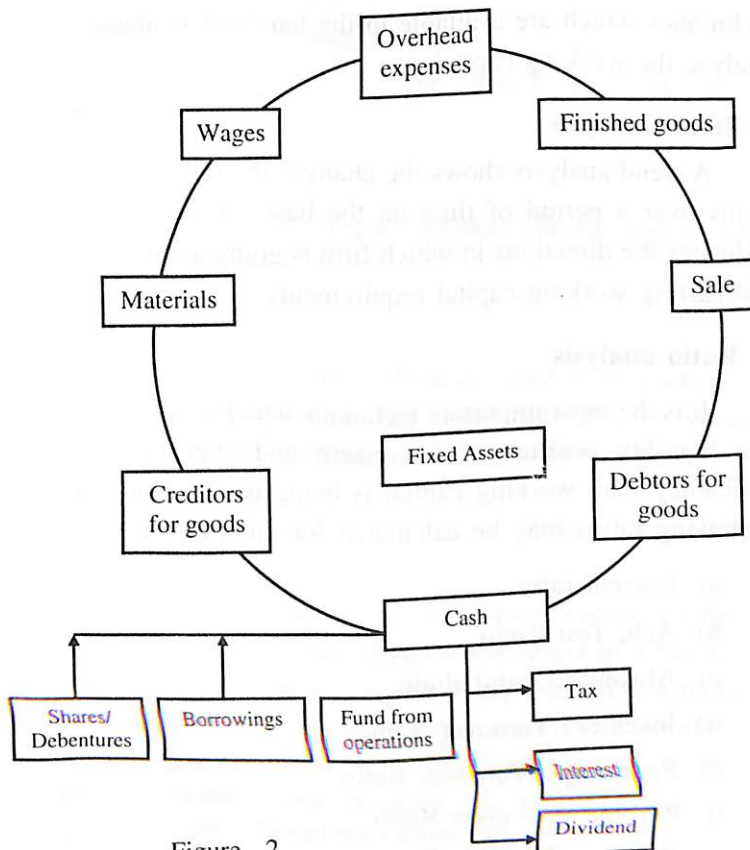 Overhead
expenses
Wages
Finished goods
Materials
Sale
Fixed Assets
Creditors
for goods
Debtors for
goods
Cash
Shares/
Debentures
Borrowings
Fund from
operations
Tax
Interest
Dividend
Figure - 2